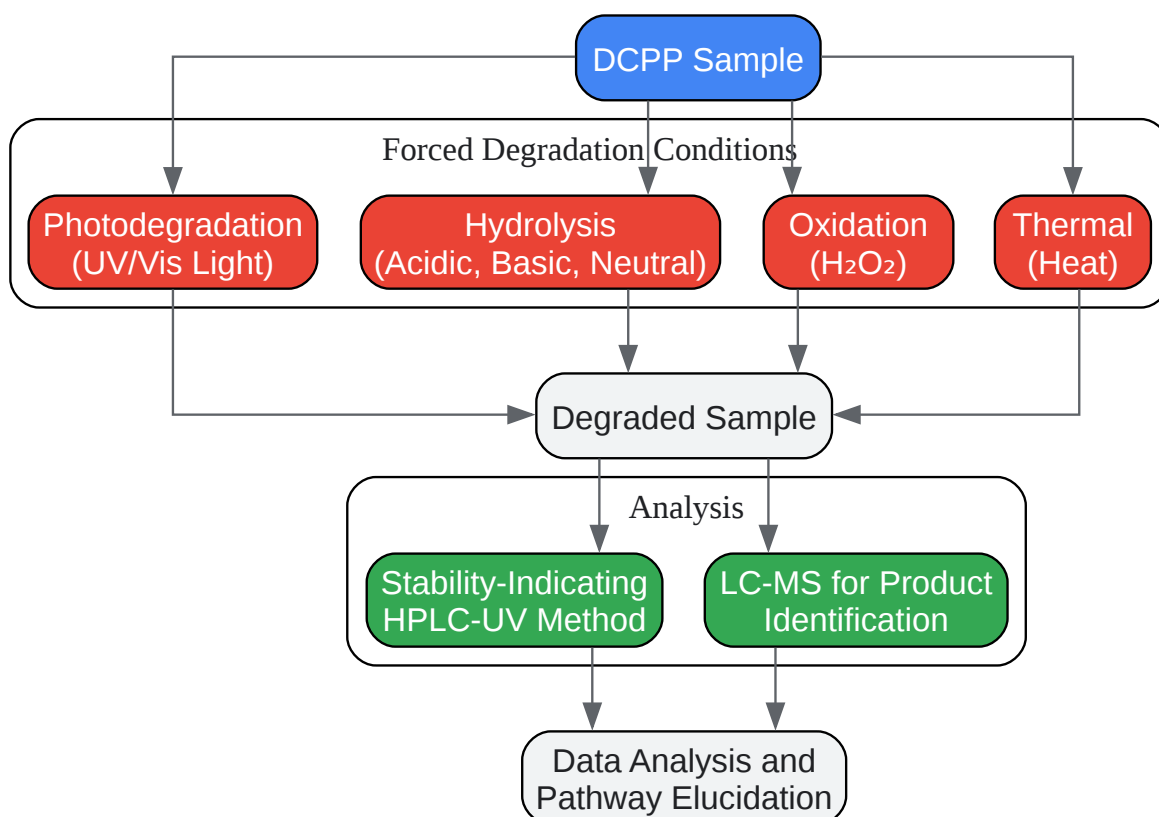 DCPP Sample
Forced Degradation Conditions
Photodegradation
(UV/Vis Light)
Hydrolysis
(Acidic, Basic, Neutral)
Oxidation
(H₂O₂)
Thermal
(Heat)
Degraded Sample
Analysis
Stability-Indicating
HPLC-UV Method
LC-MS for Product
Identification
Data Analysis and
Pathway Elucidation